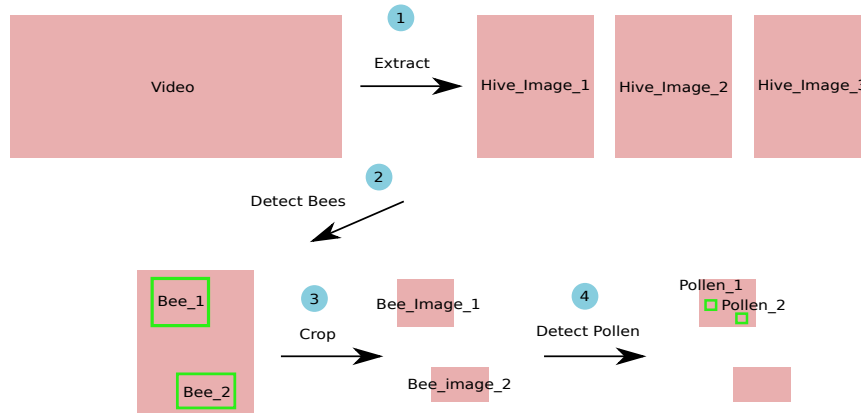 1
Extract
Video
Hive_Image_1
Hive_Image_2
Hive_Image_3
2
Detect Bees
Bee_1
Bee_2
3
Crop
Bee_Image_1
Bee_image_2
4
Detect Pollen
Pollen_1
Pollen_2